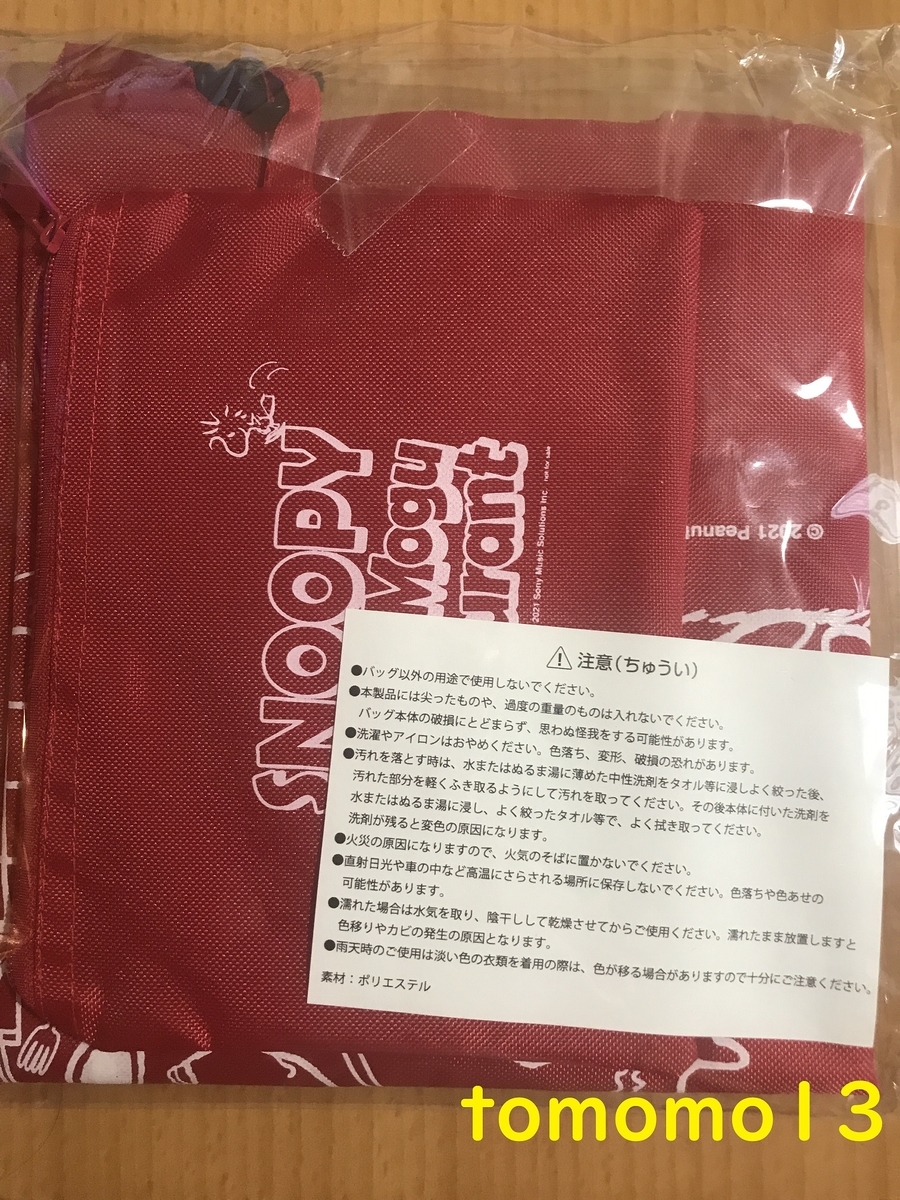 SNOOPY
Mogu
urant
2021 Sony Music Solutions Inc not for sale
© 2021 Peanu
⚠ 注意(ちゅうい)
●バッグ以外の用途で使用しないでください。
●本製品には尖ったものや、過度の重量のものは入れないでください。
バッグ本体の破損にとどまらず、思わぬ怪我をする可能性があります。
●洗濯やアイロンはおやめください。色落ち、変形、破損の恐れがあります。
●汚れを落とす時は、水またはぬるま湯に薄めた中性洗剤をタオル等に浸しよく絞った後、
汚れた部分を軽くふき取るようにして汚れを取ってください。その後本体に付いた洗剤を
水またはぬるま湯に浸し、よく絞ったタオル等で、よく拭き取ってください。
洗剤が残ると変色の原因になります。
●火災の原因になりますので、火気のそばに置かないでください。
●直射日光や車の中など高温にさらされる場所に保存しないでください。色落ちや色あせの
可能性があります。
●濡れた場合は水気を取り、陰干しして乾燥させてからご使用ください。濡れたまま放置しますと
色移りやカビの発生の原因となります。
●雨天時のご使用は淡い色の衣類を着用の際は、色が移る場合がありますので十分にご注意ください。
素材：ポリエステル
tomomo13